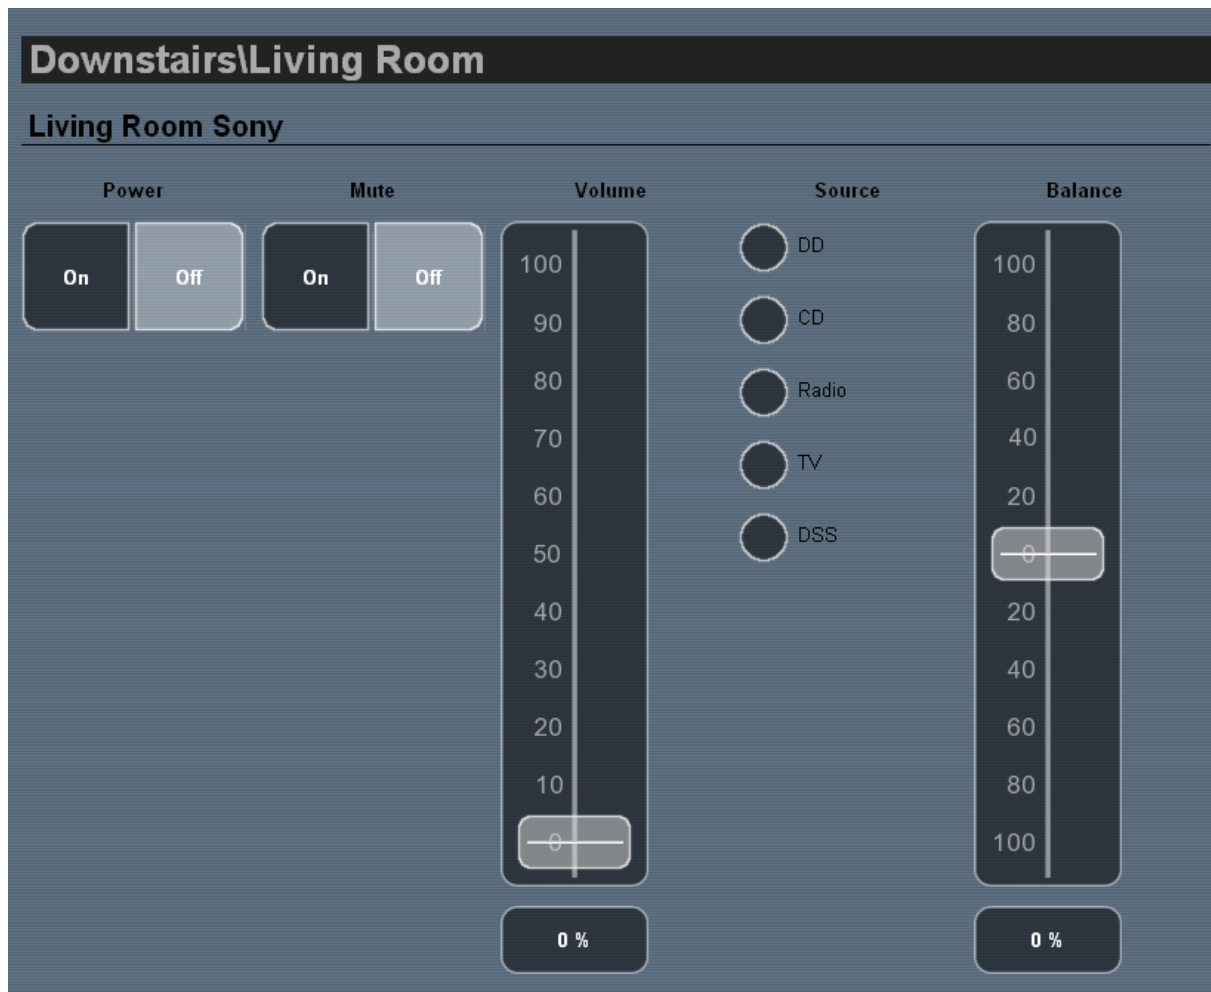 Downstairs\Living Room
Living Room Sony
Power Mute Volume Source Balance
On Off On Off
100
90
80
70
60
50
40
30
20
10
0
0 %
DD
CD
Radio
TV
DSS
100
80
60
40
20
0
20
40
60
80
100
0 %